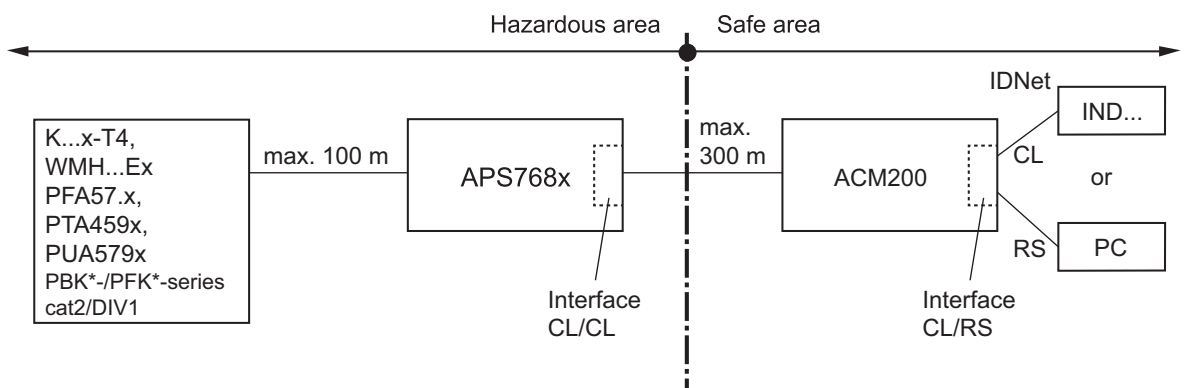 Hazardous area
Safe area
K...x-T4,
WMH...Ex
PFA57.x,
PTA459x,
PUA579x
PBK*-/PFK*-series
cat2/DIV1
max. 100 m
APS768x
Interface
CL/CL
max.
300 m
ACM200
Interface
CL/RS
IDNet
CL
IND...
or
RS
PC